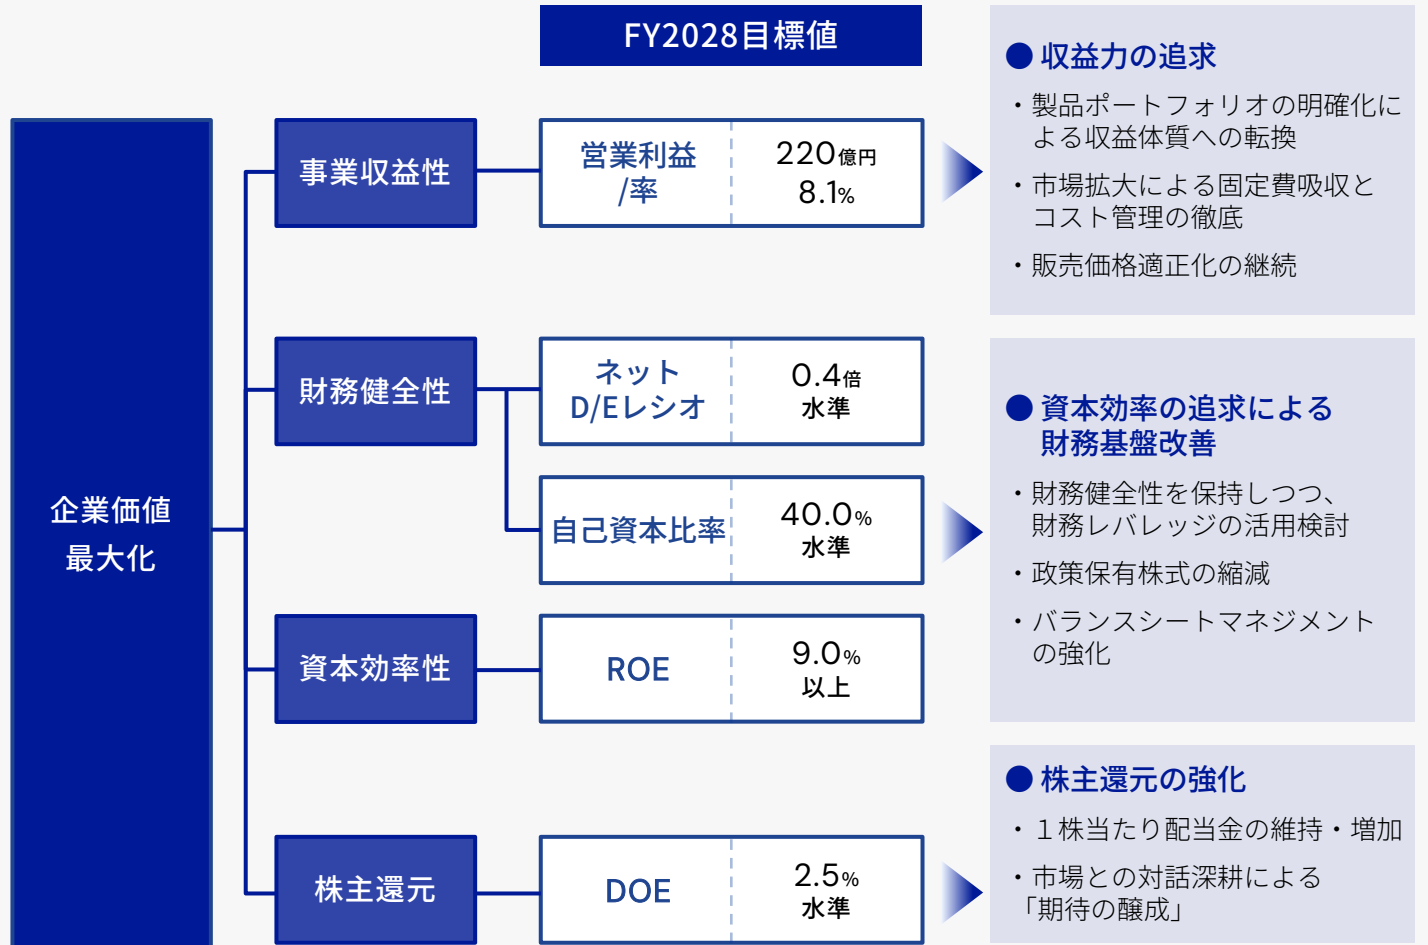 FY2028目標値
企業価値
最大化
事業収益性
営業利益
/率
220億円
8.1%
● 収益力の追求
・製品ポートフォリオの明確化に
よる収益体質への転換
・市場拡大による固定費吸収と
コスト管理の徹底
・販売価格適正化の継続
財務健全性
ネット
D/Eレシオ
0.4倍
水準
自己資本比率
40.0%
水準
資本効率性
ROE
9.0%
以上
● 資本効率の追求による
財務基盤改善
・財務健全性を保持しつつ、
財務レバレッジの活用検討
・政策保有株式の縮減
・バランスシートマネジメント
の強化
株主還元
DOE
2.5%
水準
● 株主還元の強化
・１株当たり配当金の維持・増加
・市場との対話深耕による
「期待の醸成」